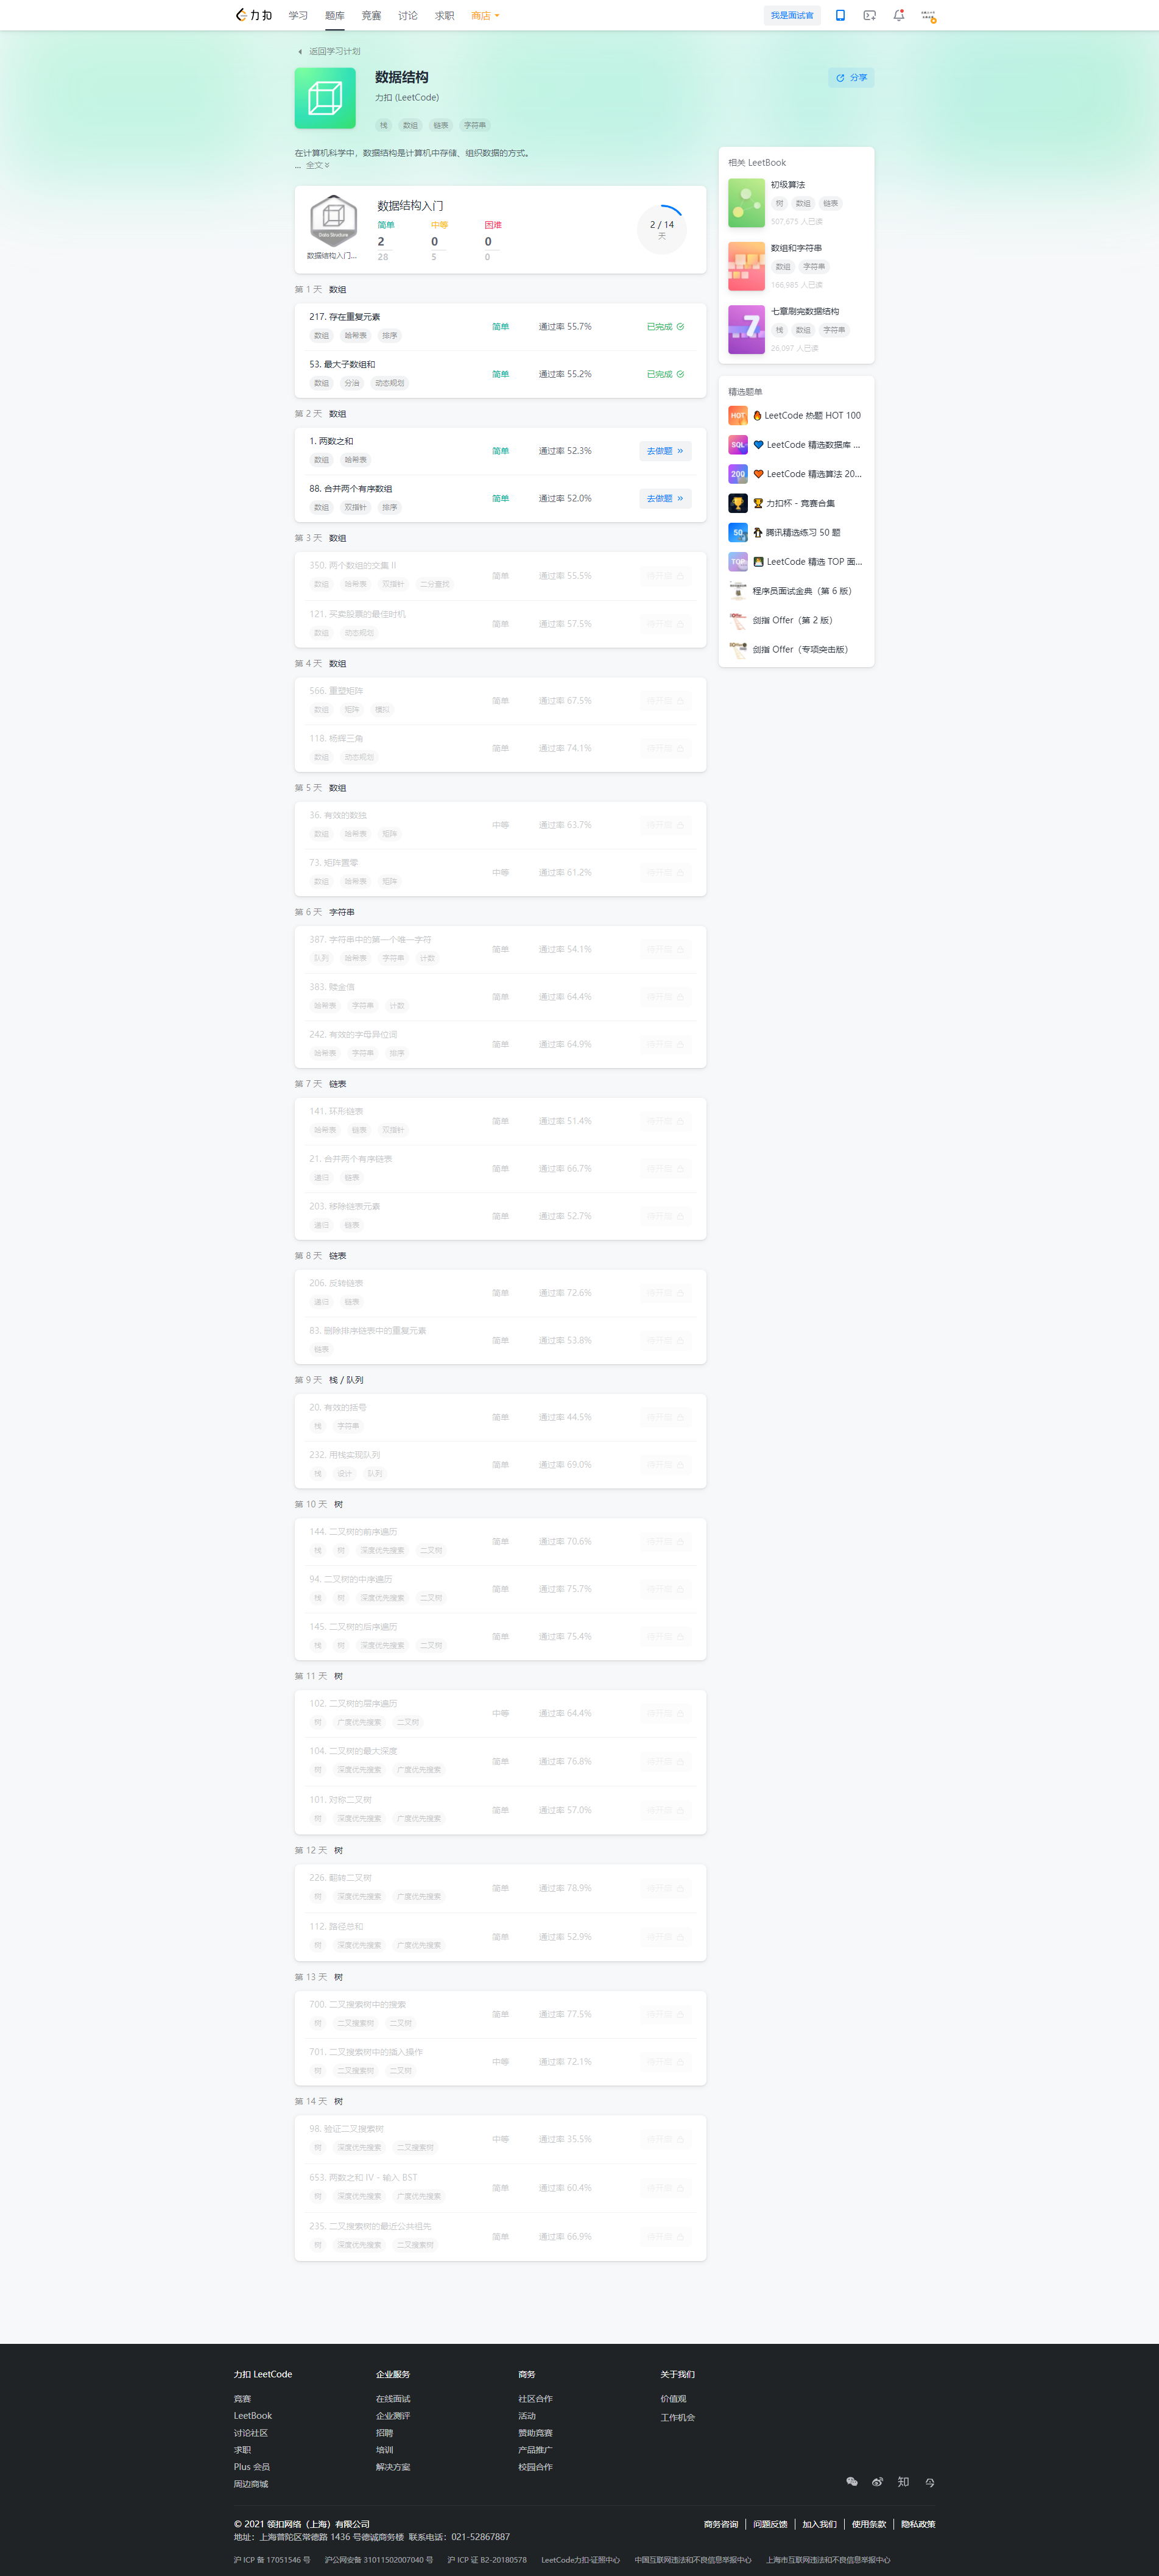 力扣 学习 题库 竞赛 讨论 求职 商店 我是面试官
返回学习计划
数据结构
分享
力扣 (LeetCode)
栈 数组 链表 字符串
在计算机科学中，数据结构是计算机中存储、组织数据的方式。
... 全文
数据结构入门
简单 中等 困难
2 0 0
28 5 0
Data Structure
数据结构入门...
2 / 14
天
第 1 天 数组
217. 存在重复元素
数组 哈希表 排序
简单 通过率 55.7% 已完成
53. 最大子数组和
数组 分治 动态规划
简单 通过率 55.2% 已完成
第 2 天 数组
1. 两数之和
数组 哈希表
简单 通过率 52.3% 去做题
88. 合并两个有序数组
数组 双指针 排序
简单 通过率 52.0% 去做题
第 3 天 数组
350. 两个数组的交集 II
数组 哈希表 双指针 二分查找
简单 通过率 55.5% 待开启
121. 买卖股票的最佳时机
数组 动态规划
简单 通过率 57.5% 待开启
第 4 天 数组
566. 重塑矩阵
数组 矩阵 模拟
简单 通过率 67.5% 待开启
118. 杨辉三角
数组 动态规划
简单 通过率 74.1% 待开启
第 5 天 数组
36. 有效的数独
数组 哈希表 矩阵
中等 通过率 63.7% 待开启
73. 矩阵置零
数组 哈希表 矩阵
中等 通过率 61.2% 待开启
第 6 天 字符串
387. 字符串中的第一个唯一字符
队列 哈希表 字符串 计数
简单 通过率 54.1% 待开启
383. 赎金信
哈希表 字符串 计数
简单 通过率 64.4% 待开启
242. 有效的字母异位词
哈希表 字符串 排序
简单 通过率 64.9% 待开启
第 7 天 链表
141. 环形链表
哈希表 链表 双指针
简单 通过率 51.4% 待开启
21. 合并两个有序链表
递归 链表
简单 通过率 66.7% 待开启
203. 移除链表元素
递归 链表
简单 通过率 52.7% 待开启
第 8 天 链表
206. 反转链表
递归 链表
简单 通过率 72.6% 待开启
83. 删除排序链表中的重复元素
链表
简单 通过率 53.8% 待开启
第 9 天 栈 / 队列
20. 有效的括号
栈 字符串
简单 通过率 44.5% 待开启
232. 用栈实现队列
栈 设计 队列
简单 通过率 69.0% 待开启
第 10 天 树
144. 二叉树的前序遍历
栈 树 深度优先搜索 二叉树
简单 通过率 70.6% 待开启
94. 二叉树的中序遍历
栈 树 深度优先搜索 二叉树
简单 通过率 75.7% 待开启
145. 二叉树的后序遍历
栈 树 深度优先搜索 二叉树
简单 通过率 75.4% 待开启
第 11 天 树
102. 二叉树的层序遍历
树 广度优先搜索 二叉树
中等 通过率 64.4% 待开启
104. 二叉树的最大深度
树 深度优先搜索 广度优先搜索
简单 通过率 76.8% 待开启
101. 对称二叉树
树 深度优先搜索 广度优先搜索
简单 通过率 57.0% 待开启
第 12 天 树
226. 翻转二叉树
树 深度优先搜索 广度优先搜索
简单 通过率 78.9% 待开启
112. 路径总和
树 深度优先搜索 广度优先搜索
简单 通过率 52.9% 待开启
第 13 天 树
700. 二叉搜索树中的搜索
树 二叉搜索树 二叉树
简单 通过率 77.5% 待开启
701. 二叉搜索树中的插入操作
树 二叉搜索树 二叉树
中等 通过率 72.1% 待开启
第 14 天 树
98. 验证二叉搜索树
树 深度优先搜索 二叉搜索树
中等 通过率 35.5% 待开启
653. 两数之和 IV - 输入 BST
树 深度优先搜索 广度优先搜索
简单 通过率 60.4% 待开启
235. 二叉搜索树的最近公共祖先
树 深度优先搜索 二叉搜索树
简单 通过率 66.9% 待开启
相关 LeetBook
初级算法
树 数组 链表
507,675 人已读
数组和字符串
数组 字符串
166,985 人已读
7
七章刷完数据结构
栈 数组 字符串
26,097 人已读
精选题单
HOT LeetCode 热题 HOT 100
SQL LeetCode 精选数据库 ...
200 LeetCode 精选算法 20...
力扣杯 - 竞赛合集
50 腾讯精选练习 50 题
TOP LeetCode 精选 TOP 面...
程序员面试金典（第 6 版）
剑指 Offer（第 2 版）
剑指 Offer（专项突击版）
力扣 LeetCode
竞赛
LeetBook
讨论社区
求职
Plus 会员
周边商城
企业服务
在线面试
企业测评
招聘
培训
解决方案
商务
社区合作
活动
赞助竞赛
产品推广
校园合作
关于我们
价值观
工作机会
知
© 2021 领扣网络（上海）有限公司
商务咨询 问题反馈 加入我们 使用条款 隐私政策
地址：上海普陀区常德路 1436 号德诚商务楼 联系电话：021-52867887
沪 ICP 备 17051546 号 沪公网安备 31011502007040 号 沪 ICP 证 B2-20180578 LeetCode力扣·证照中心 中国互联网违法和不良信息举报中心 上海市互联网违法和不良信息举报中心